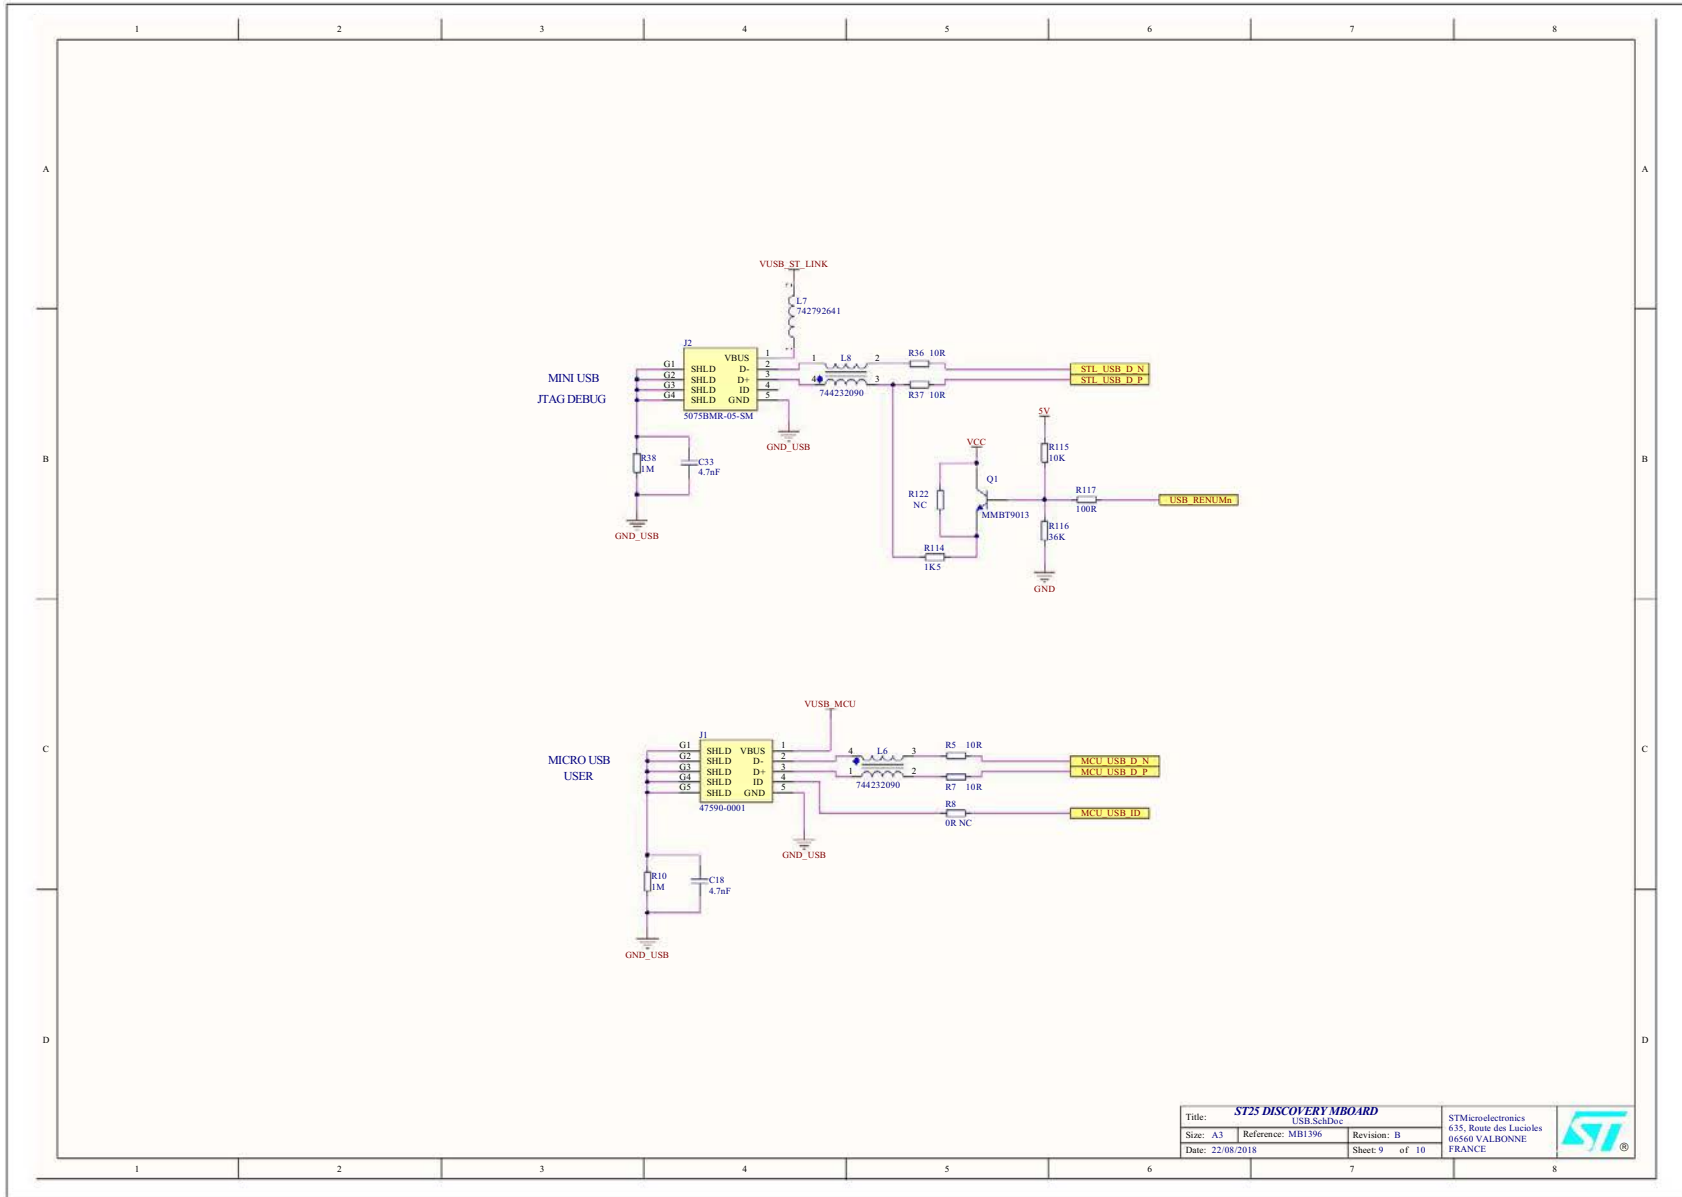 1 2 3 4 5 6 7 8
A A
VUSB_ST_LINK
L7
742792641
J2
MINI USB
JTAG DEBUG
G1 SHLD VBUS 1
G2 SHLD D- 2
G3 SHLD D+ 3
G4 SHLD ID 4
SHLD GND 5
5075BMR-05-SM
1 L8 2
4 3
744232090
R36 10R
R37 10R
STL_USB_D_N
STL_USB_D_P
GND_USB
B B
R38
1M
C33
4.7nF
GND_USB
VCC
5V
R115
10K
Q1
MMBT9013
R122
NC
R117
100R
USB_RENUMn
R116
36K
R114
1K5
GND
VUSB_MCU
J1
C C
MICRO USB
USER
G1 SHLD VBUS 1
G2 SHLD D- 2
G3 SHLD D+ 3
G4 SHLD ID 4
G5 SHLD GND 5
47590-0001
4 L6 3
1 2
744232090
R5 10R
R7 10R
R8
0R NC
MCU_USB_D_N
MCU_USB_D_P
MCU_USB_ID
GND_USB
R10
1M
C18
4.7nF
GND_USB
D D
Title: ST25 DISCOVERY MBOARD
USB.SchDoc
Size: A3 Reference: MB1396 Revision: B
Date: 22/08/2018 Sheet: 9 of 10
STMicroelectronics
635, Route des Lucioles
06560 VALBONNE
FRANCE
ST ®
1 2 3 4 5 6 7 8